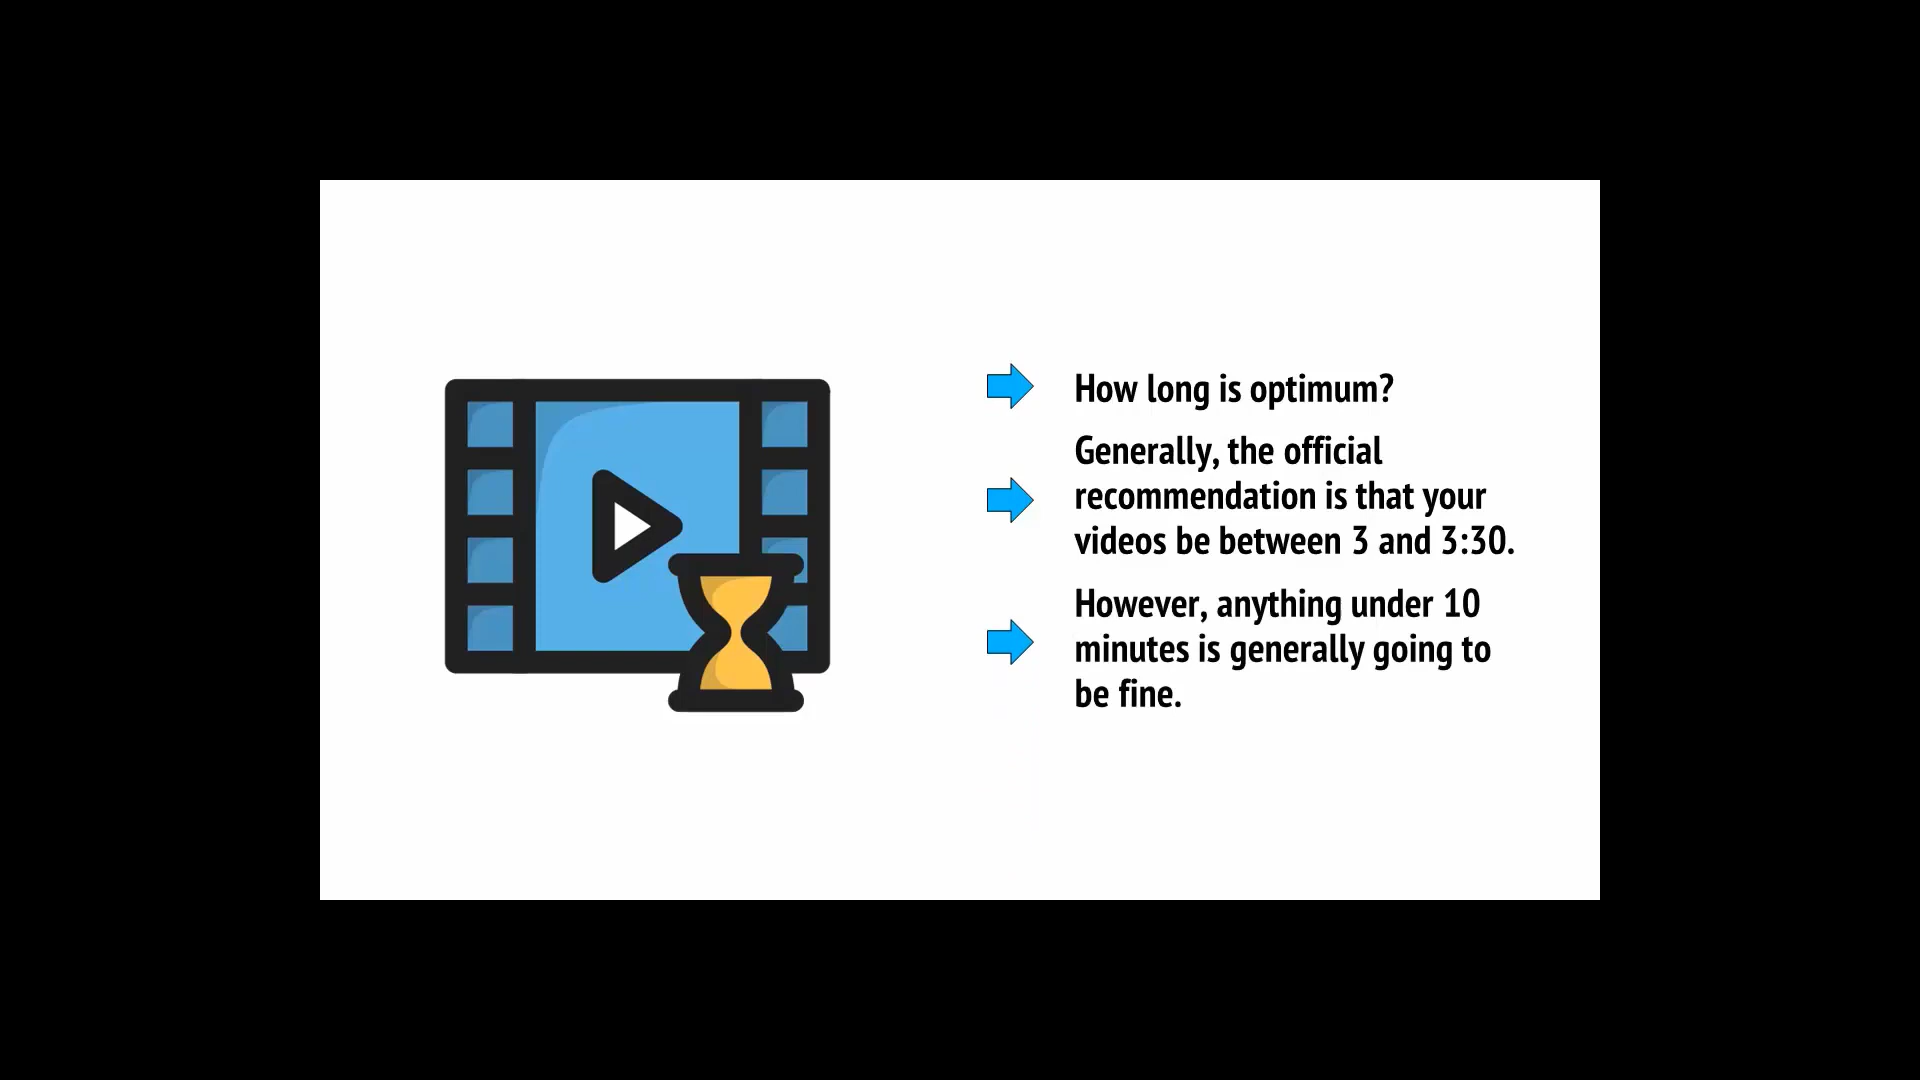 How long is optimum?
Generally, the official
recommendation is that your
videos be between 3 and 3:30.
However, anything under 10
minutes is generally going to
be fine.